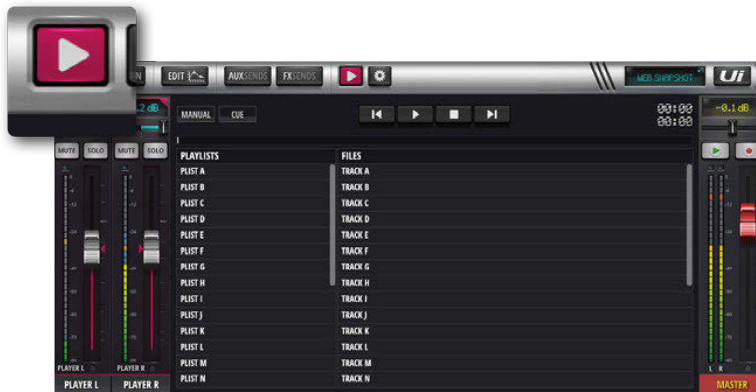 EDIT AUXSENDS FXSENDS WEB SNAPSHOT Ui
.2 dB MANUAL CUE 00:00 -0.1 dB
00:00
MUTE SOLO MUTE SOLO
PLAYLISTS FILES
PLIST A TRACK A
PLIST B TRACK B
PLIST C TRACK C
PLIST D TRACK D
PLIST E TRACK E
PLIST F TRACK F
PLIST G TRACK G
PLIST H TRACK H
PLIST I TRACK I
PLIST J TRACK J
PLIST K TRACK K
PLIST L TRACK L
PLIST M TRACK M
PLIST N TRACK N
PLAYER L PLAYER R L R
PLAYER L PLAYER R MASTER